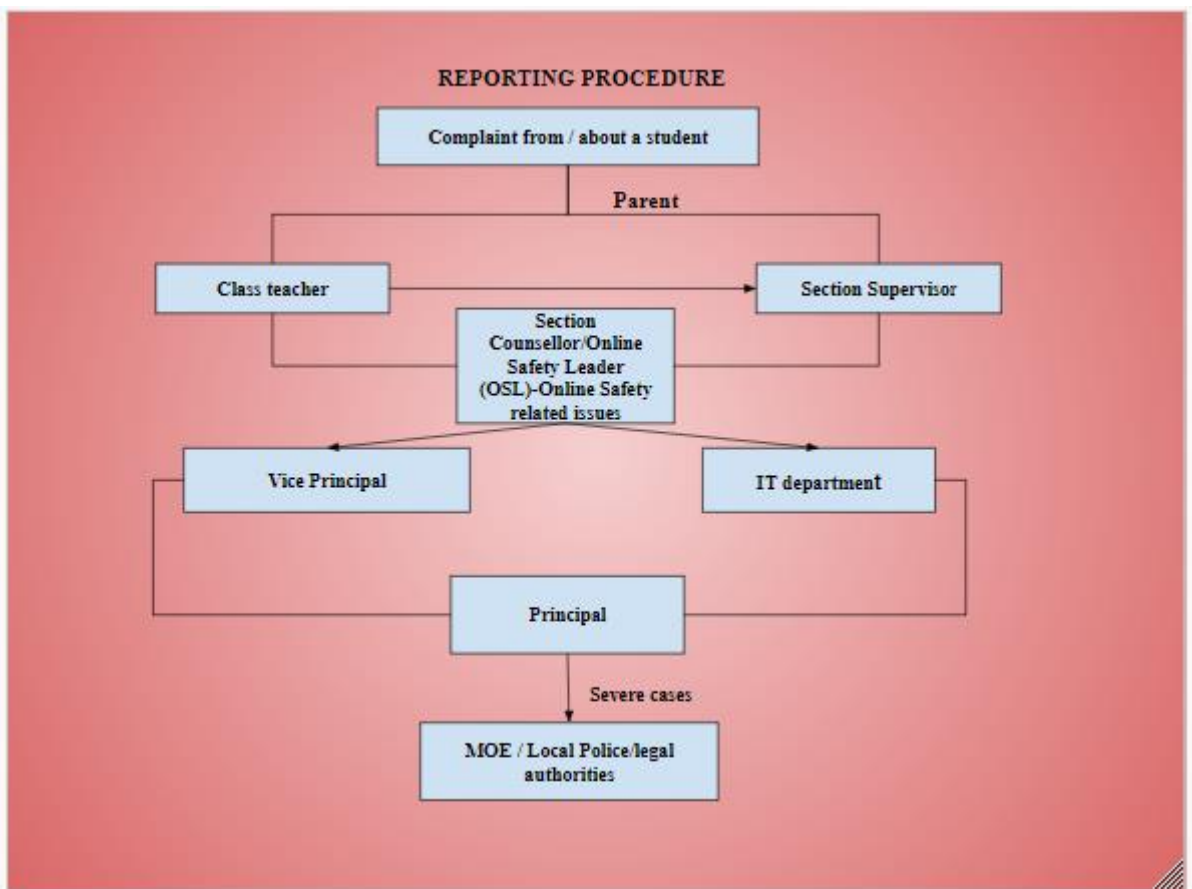 REPORTING PROCEDURE
Complaint from / about a student
Parent
Class teacher
Section Supervisor
Section
Counsellor/Online
Safety Leader
(OSL)-Online Safety
related issues
Vice Principal
IT department
Principal
Severe cases
MOE / Local Police/legal
authorities